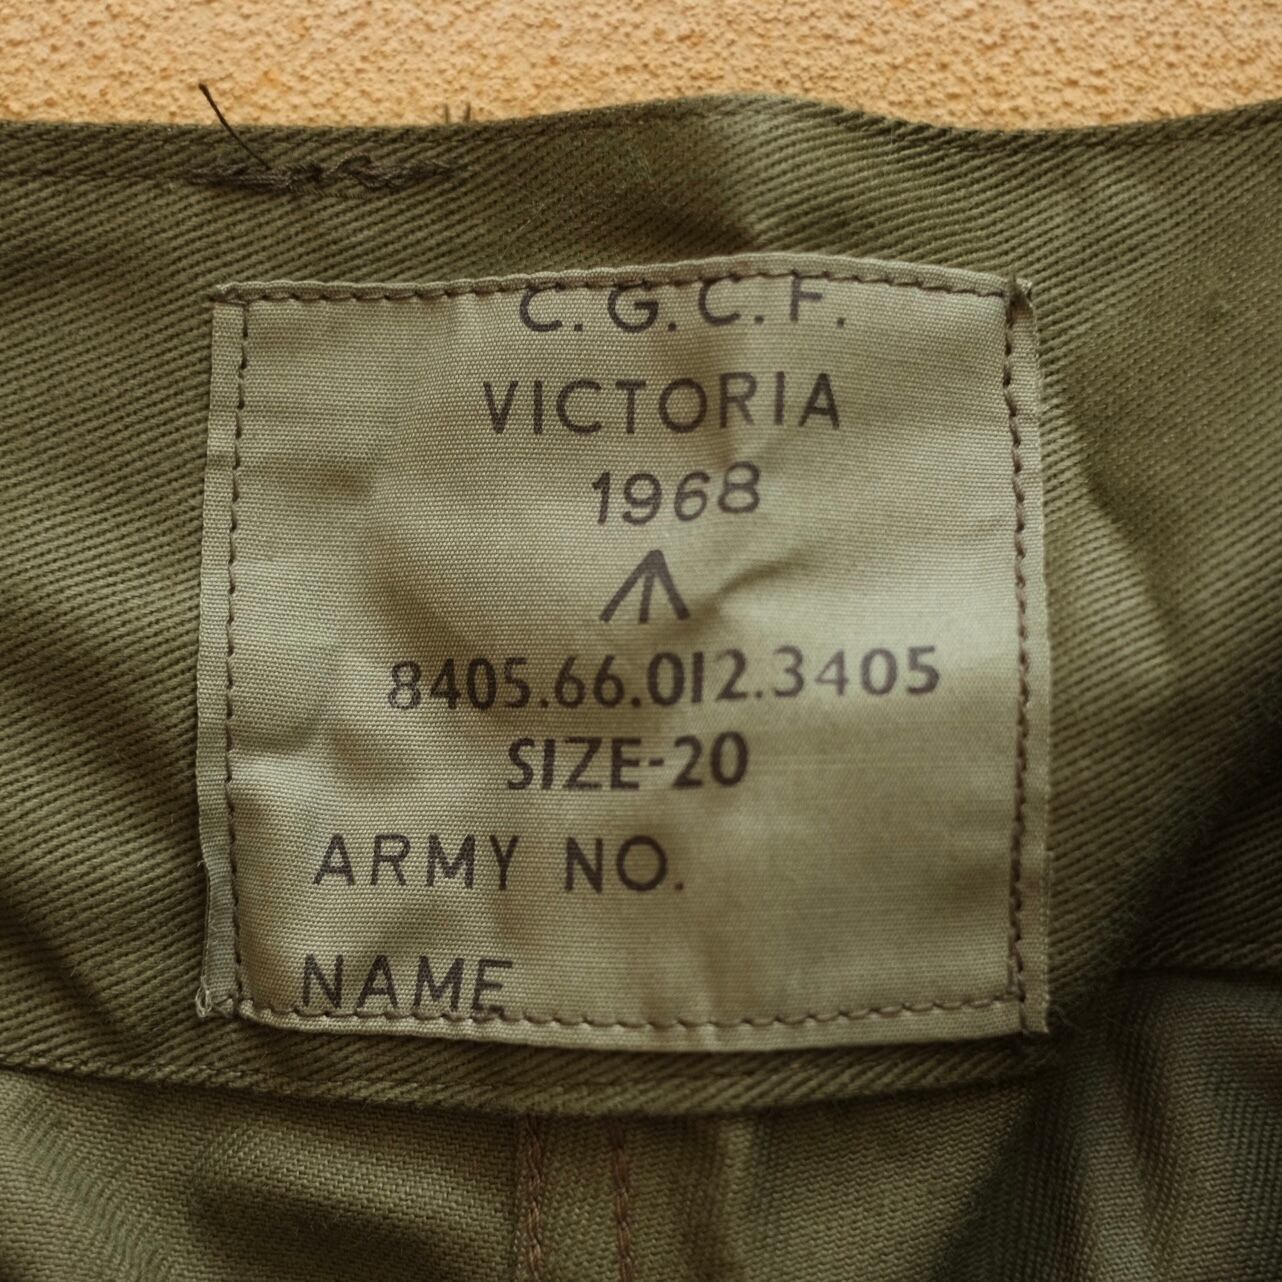 C.G.C.F.
VICTORIA
1968
8405.66.012.3405
SIZE-20
ARMY NO.
NAME